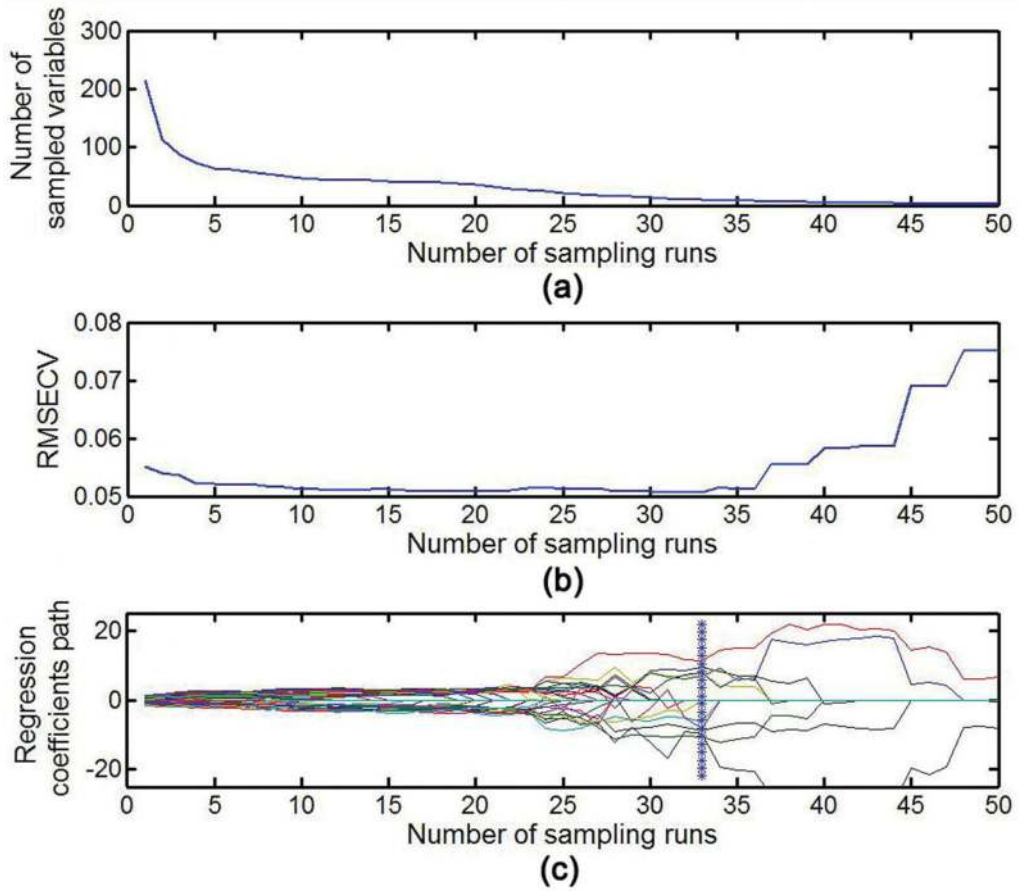 Number of
sampled variables
300
200
100
0
0 5 10 15 20 25 30 35 40 45 50
Number of sampling runs
(a)
RMSECV
0.08
0.07
0.06
0.05
0 5 10 15 20 25 30 35 40 45 50
Number of sampling runs
(b)
Regression
coefficients path
20
0
-20
0 5 10 15 20 25 30 35 40 45 50
Number of sampling runs
(c)